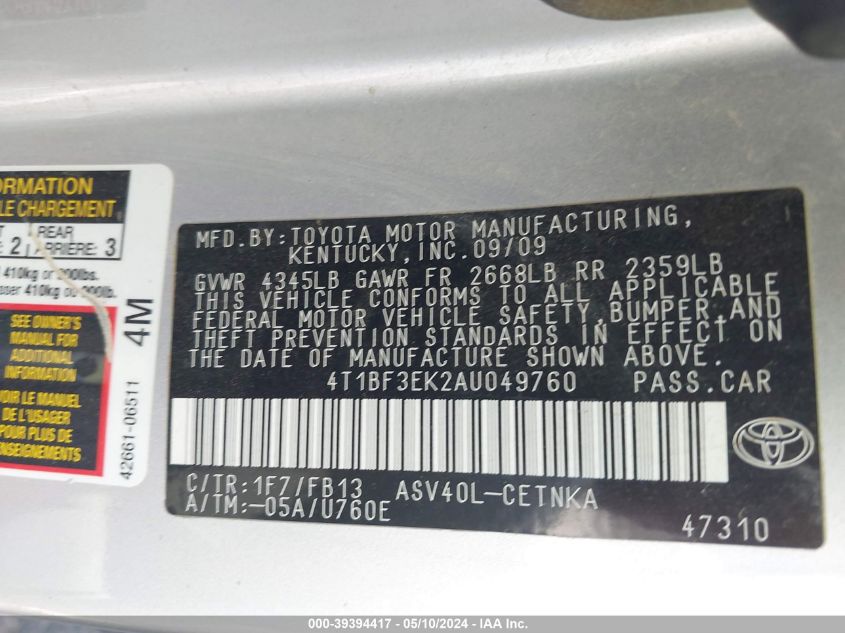 ORMATION
LE CHARGEMENT
REAR
2 ARRIÈRE: 3
410kg or
410kg ou
SEE OWNER'S
MANUAL FOR
ADDITIONAL
INFORMATION
VOIR LE MANUEL
DE L'USAGER
POUR PLUS DE
RENSEIGNEMENTS
4M
42661-06511
MFD.BY:TOYOTA MOTOR MANUFACTURING,
KENTUCKY,INC.09/09
GVWR 4345LB GAWR FR 2668LB RR 2359LB
THIS VEHICLE CONFORMS TO ALL APPLICABLE
FEDERAL MOTOR VEHICLE SAFETY,BUMPER,AND
THEFT PREVENTION STANDARDS IN EFFECT ON
THE DATE OF MANUFACTURE SHOWN ABOVE.
4T1BF3EK2AU049760 PASS.CAR
C/TR:1F7/FB13 ASV40L-CETNKA
A/TM:-05A/U760E
47310
000-39394417 — 05/10/2024 - IAA Inc.